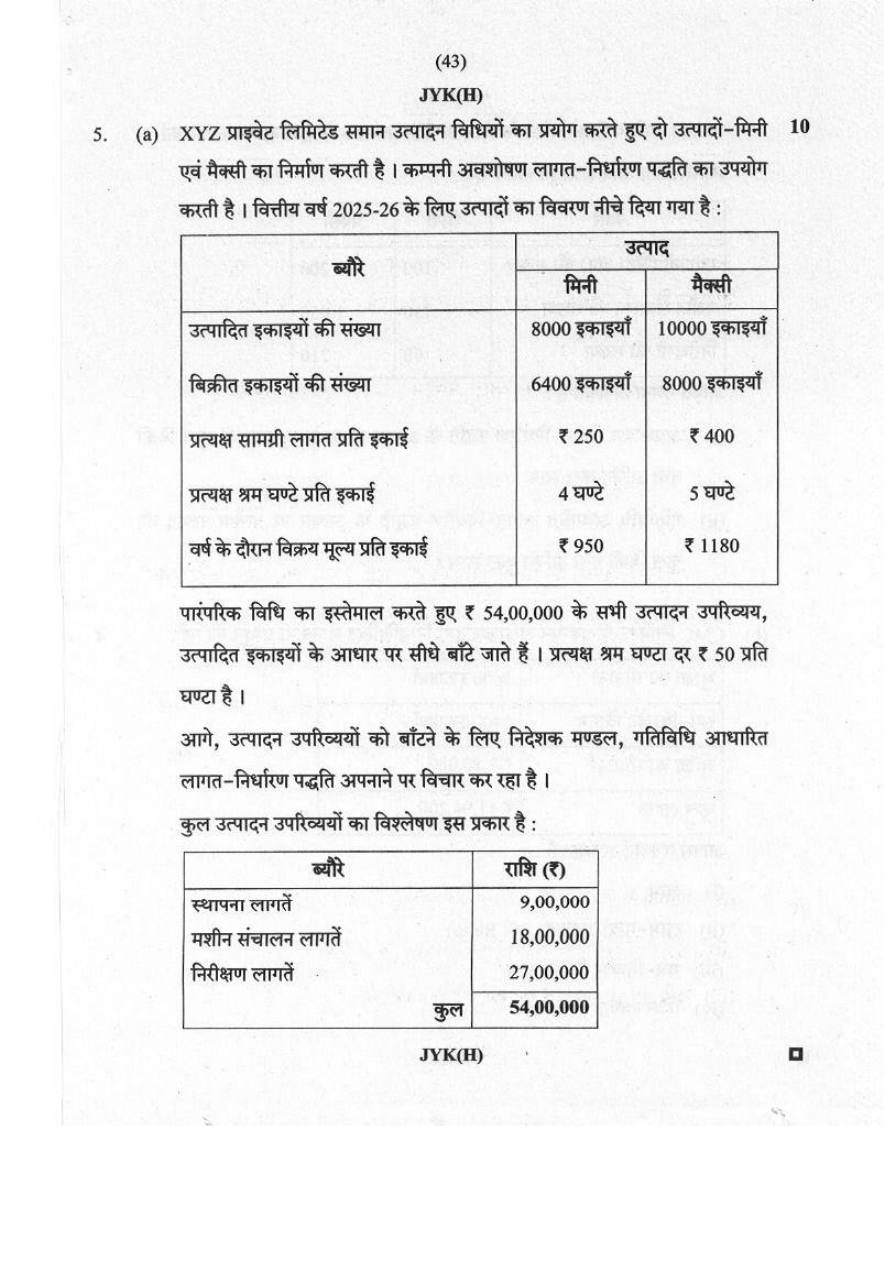 (43)
JYK(H)
5. (a) XYZ प्राइवेट लिमिटेड समान उत्पादन विधियों का प्रयोग करते हुए दो उत्पादों-मिनी 10
एवं मैक्सी का निर्माण करती है । कम्पनी अवशोषण लागत-निर्धारण पद्धति का उपयोग
करती है । वित्तीय वर्ष 2025-26 के लिए उत्पादों का विवरण नीचे दिया गया है :
ब्यौरे उत्पाद
मिनी मैक्सी
उत्पादित इकाइयों की संख्या 8000 इकाइयाँ 10000 इकाइयाँ
बिक्रीत इकाइयों की संख्या 6400 इकाइयाँ 8000 इकाइयाँ
प्रत्यक्ष सामग्री लागत प्रति इकाई ₹ 250 ₹ 400
प्रत्यक्ष श्रम घण्टे प्रति इकाई 4 घण्टे 5 घण्टे
वर्ष के दौरान विक्रय मूल्य प्रति इकाई ₹ 950 ₹ 1180
पारंपरिक विधि का इस्तेमाल करते हुए ₹ 54,00,000 के सभी उत्पादन उपरिव्यय,
उत्पादित इकाइयों के आधार पर सीधे बाँटे जाते हैं । प्रत्यक्ष श्रम घण्टा दर ₹ 50 प्रति
घण्टा है ।
आगे, उत्पादन उपरिव्ययों को बाँटने के लिए निदेशक मण्डल, गतिविधि आधारित
लागत-निर्धारण पद्धति अपनाने पर विचार कर रहा है ।
कुल उत्पादन उपरिव्ययों का विश्लेषण इस प्रकार है :
ब्यौरे राशि (₹)
स्थापना लागतें 9,00,000
मशीन संचालन लागतें 18,00,000
निरीक्षण लागतें 27,00,000
कुल 54,00,000
JYK(H)